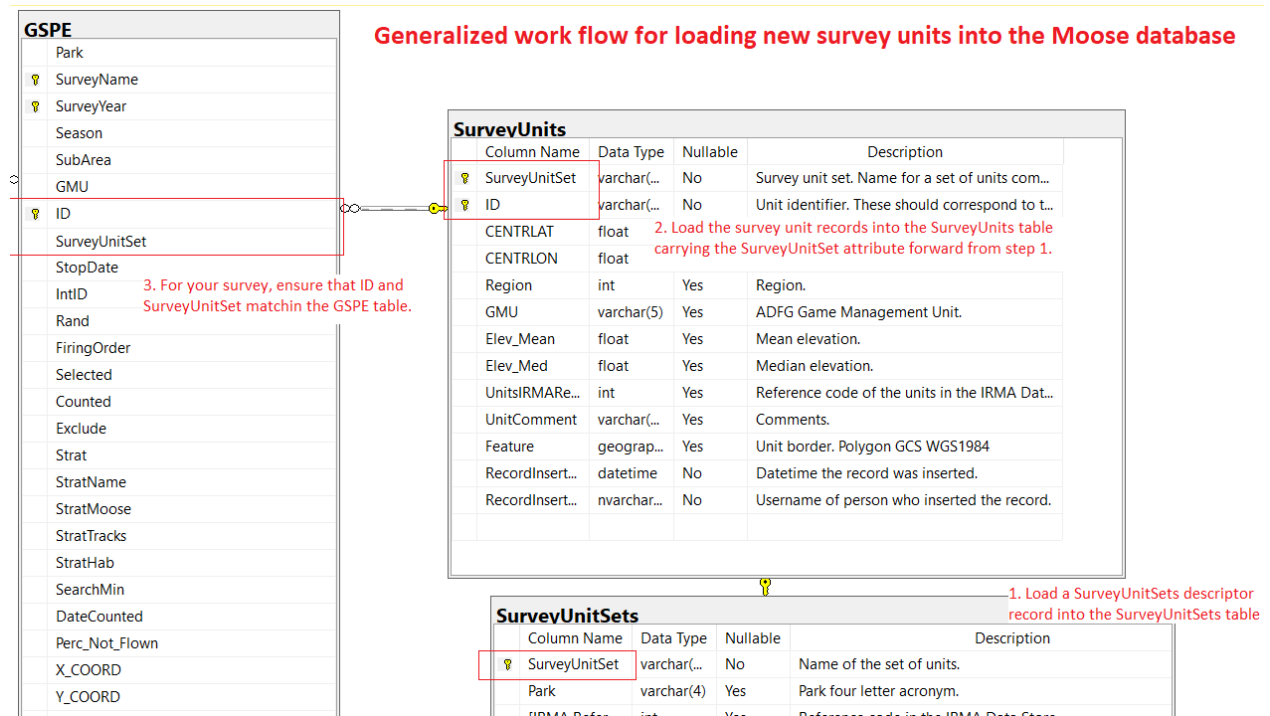 GSPE
Generalized work flow for loading new survey units into the Moose database
Park
SurveyName
SurveyYear
Season
SubArea
GMU
ID
SurveyUnitSet
StopDate
IntID
Rand
FiringOrder
Selected
Counted
Exclude
Strat
StratName
StratMoose
StratTracks
StratHab
SearchMin
DateCounted
Perc_Not_Flown
X_COORD
Y_COORD
3. For your survey, ensure that ID and
SurveyUnitSet matchin the GSPE table.
SurveyUnits
Column Name Data Type Nullable Description
SurveyUnitSet varchar(... No Survey unit set. Name for a set of units com...
ID varchar(... No Unit identifier. These should correspond to t...
CENTRLAT float
CENTRLON float
2. Load the survey unit records into the SurveyUnits table
carrying the SurveyUnitSet attribute forward from step 1.
Region int Yes Region.
GMU varchar(5) Yes ADFG Game Management Unit.
Elev_Mean float Yes Mean elevation.
Elev_Med float Yes Median elevation.
UnitsIRMARe... int Yes Reference code of the units in the IRMA Dat...
UnitComment varchar(... Yes Comments.
Feature geograp... Yes Unit border. Polygon GCS WGS1984
RecordInsert... datetime No Datetime the record was inserted.
RecordInsert... nvarchar... No Username of person who inserted the record.
1. Load a SurveyUnitSets descriptor
record into the SurveyUnitSets table
SurveyUnitSets
Column Name Data Type Nullable Description
SurveyUnitSet varchar(... No Name of the set of units.
Park varchar(4) Yes Park four letter acronym.